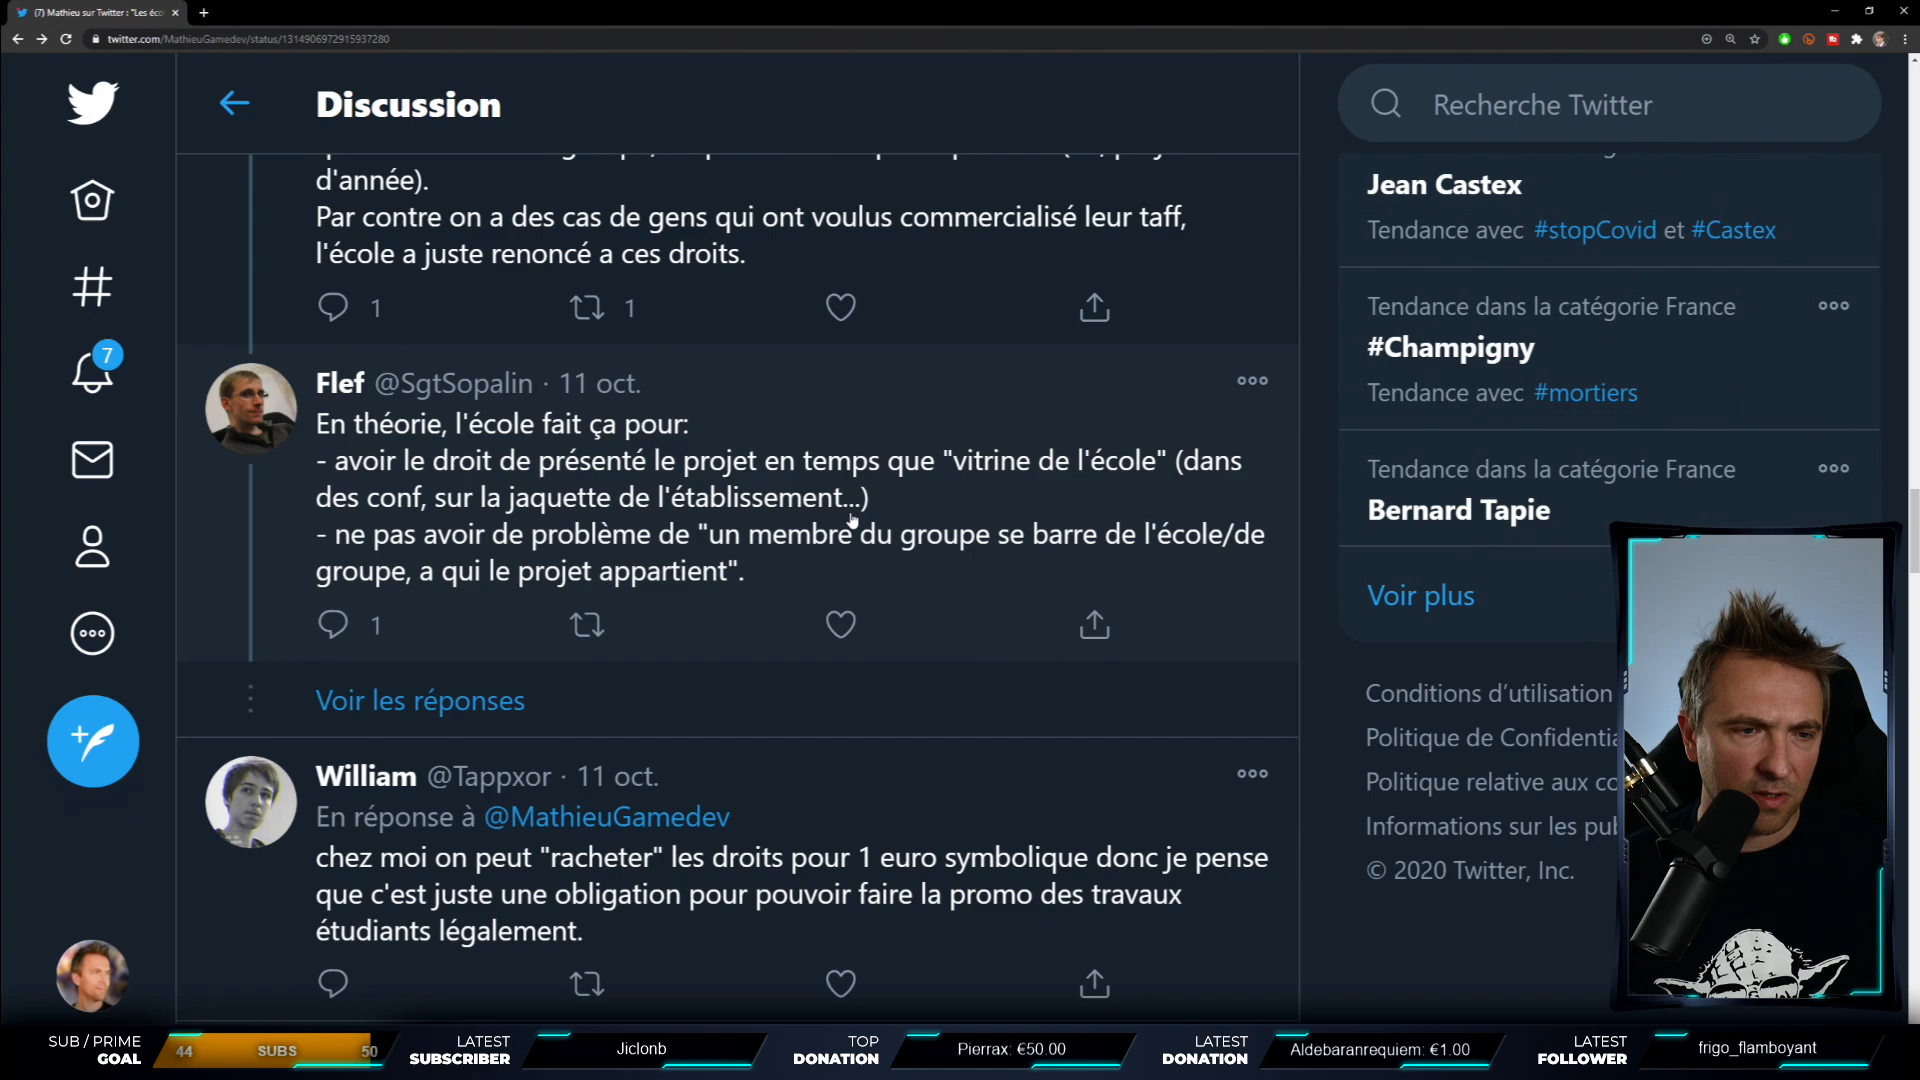 (7) Mathieu sur Twitter : "Les éco
twitter.com/MathieuGamedev/status/1314906972915937280
Discussion
Recherche Twitter
d'année).
Par contre on a des cas de gens qui ont voulus commercialisé leur taff,
l'école a juste renoncé a ces droits.
1
1
7
Flef @SgtSopalin · 11 oct.
En théorie, l'école fait ça pour:
- avoir le droit de présenté le projet en temps que "vitrine de l'école" (dans
des conf, sur la jaquette de l'établissement...)
- ne pas avoir de problème de "un membre du groupe se barre de l'école/de
groupe, a qui le projet appartient".
1
Voir les réponses
William @Tappxor · 11 oct.
En réponse à @MathieuGamedev
chez moi on peut "racheter" les droits pour 1 euro symbolique donc je pense
que c'est juste une obligation pour pouvoir faire la promo des travaux
étudiants légalement.
Jean Castex
Tendance avec #stopCovid et #Castex
Tendance dans la catégorie France
#Champigny
Tendance avec #mortiers
Tendance dans la catégorie France
Bernard Tapie
Voir plus
Conditions d'utilisation
Politique de Confidentia
Politique relative aux co
Informations sur les pub
© 2020 Twitter, Inc.
SUB / PRIME
GOAL
44 SUBS 50
LATEST
SUBSCRIBER
Jiclonb
TOP
DONATION
Pierrax: €50.00
LATEST
DONATION
Aldebaranrequiem: €1.00
LATEST
FOLLOWER
frigo_flamboyant